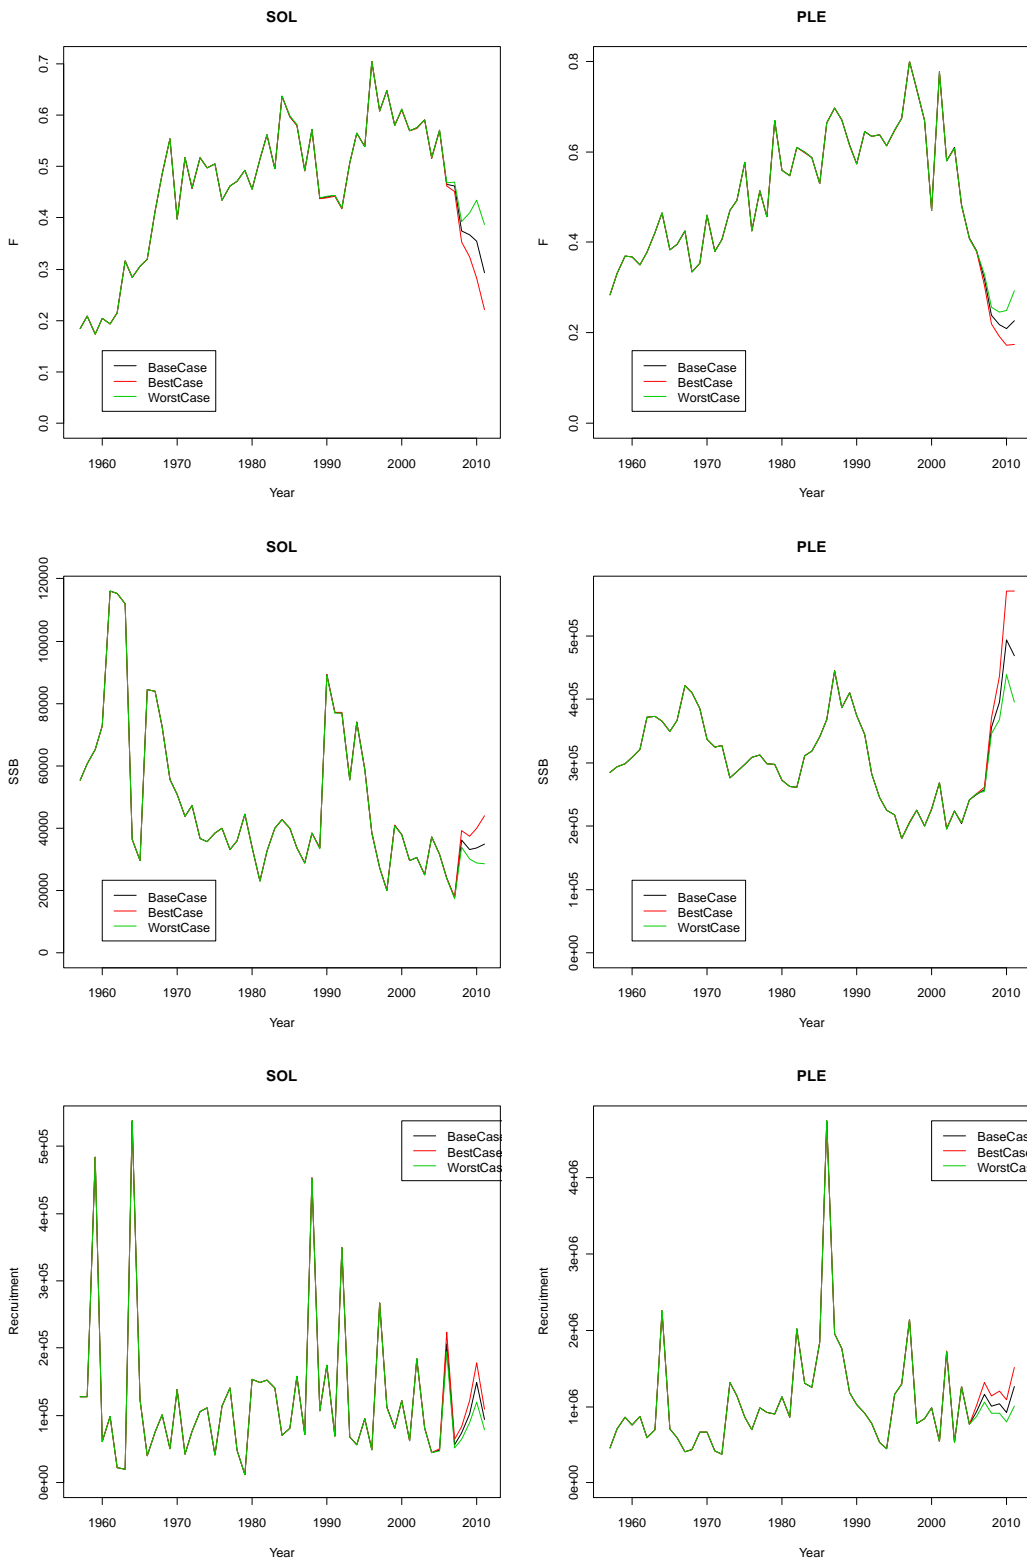 SOL
PLE
0.0 0.1 0.2 0.3 0.4 0.5 0.6 0.7
F
BaseCase
BestCase
WorstCase
1960 1970 1980 1990 2000 2010
Year
0.0 0.2 0.4 0.6 0.8
F
BaseCase
BestCase
WorstCase
1960 1970 1980 1990 2000 2010
Year
SOL
PLE
0 20000 40000 60000 80000 100000 120000
SSB
BaseCase
BestCase
WorstCase
1960 1970 1980 1990 2000 2010
Year
0e+00 1e+05 2e+05 3e+05 4e+05 5e+05
SSB
BaseCase
BestCase
WorstCase
1960 1970 1980 1990 2000 2010
Year
SOL
PLE
0e+00 1e+05 2e+05 3e+05 4e+05 5e+05
Recruitment
BaseCase
BestCase
WorstCase
1960 1970 1980 1990 2000 2010
Year
0e+00 1e+06 2e+06 3e+06 4e+06
Recruitment
BaseCas
BestCas
WorstCa
1960 1970 1980 1990 2000 2010
Year